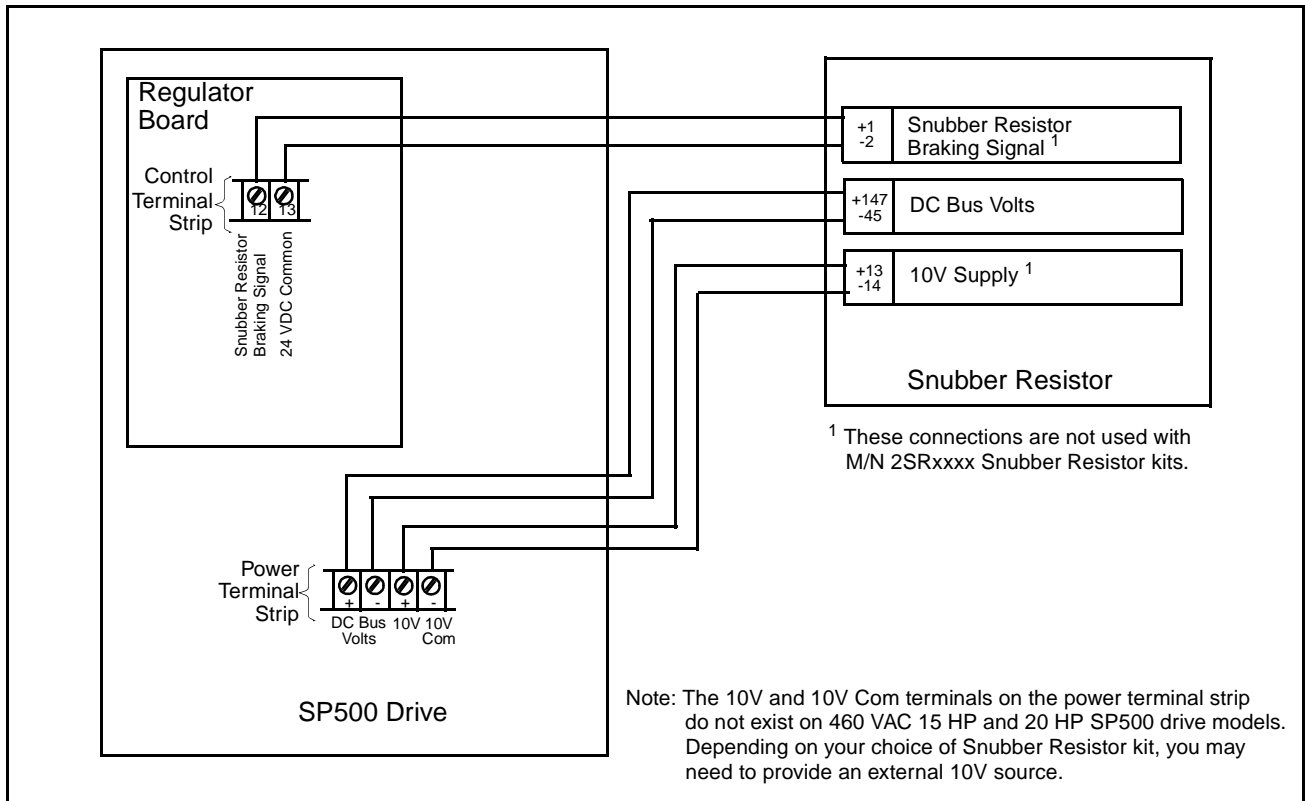 Regulator
Board
Control
Terminal
Strip
12 13
Snubber Resistor
Braking Signal
24 VDC Common
+1
-2
Snubber Resistor
Braking Signal 1
+147
-45
DC Bus Volts
+13
-14
10V Supply 1
Snubber Resistor
1 These connections are not used with
M/N 2SRxxxx Snubber Resistor kits.
Power
Terminal
Strip
+ - + -
DC Bus 10V 10V
Volts Com
SP500 Drive
Note: The 10V and 10V Com terminals on the power terminal strip
do not exist on 460 VAC 15 HP and 20 HP SP500 drive models.
Depending on your choice of Snubber Resistor kit, you may
need to provide an external 10V source.